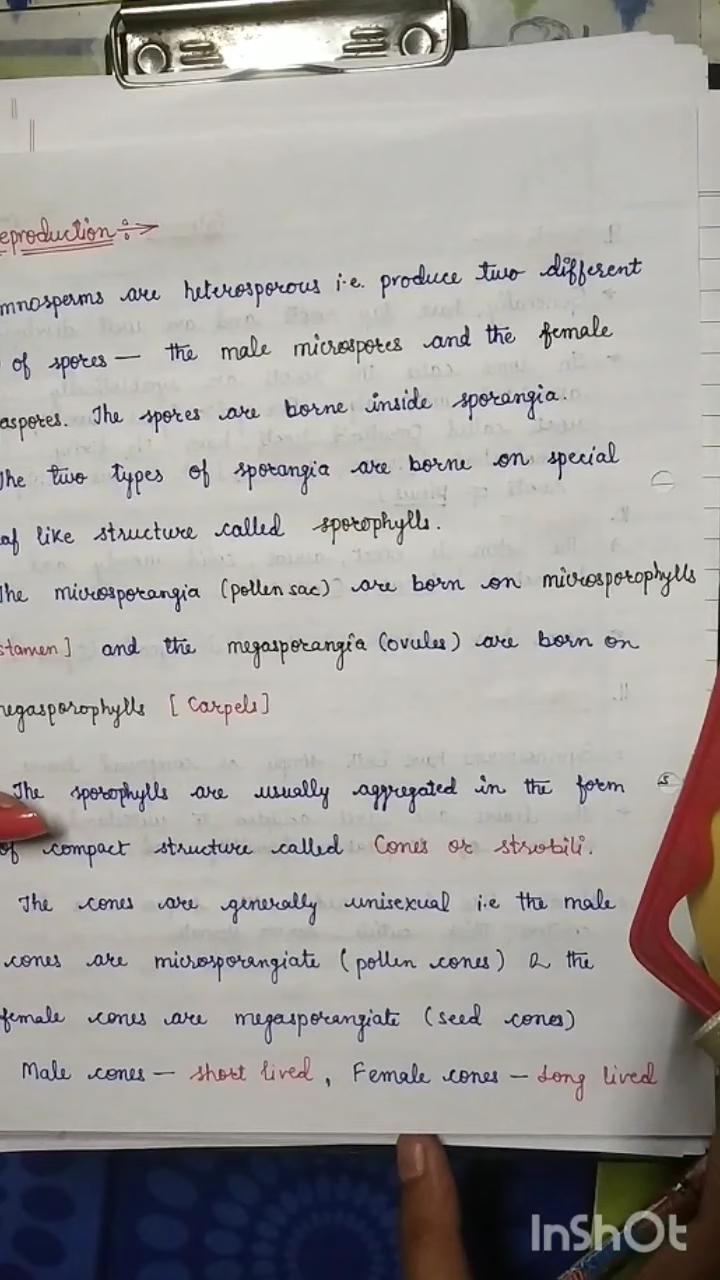 eproduction :→
mnosperms are heterosporous i.e. produce two different
of spores — the male microspores and the female
aspores. The spores are borne inside sporangia.
The two types of sporangia are borne on special
af like structure called sporophylls.
The microsporangia (pollen sac) are born on microsporophylls
stamen] and the megasporangia (ovules) are born on
megasporophylls [Carpels]
The sporophylls are usually aggregated in the form
of compact structure called Cones or strobili.
The cones are generally unisexual i.e the male
cones are microsporangiate (pollen cones) & the
female cones are megasporangiate (seed cones)
Male cones — short lived, Female cones — Long lived
InShOt